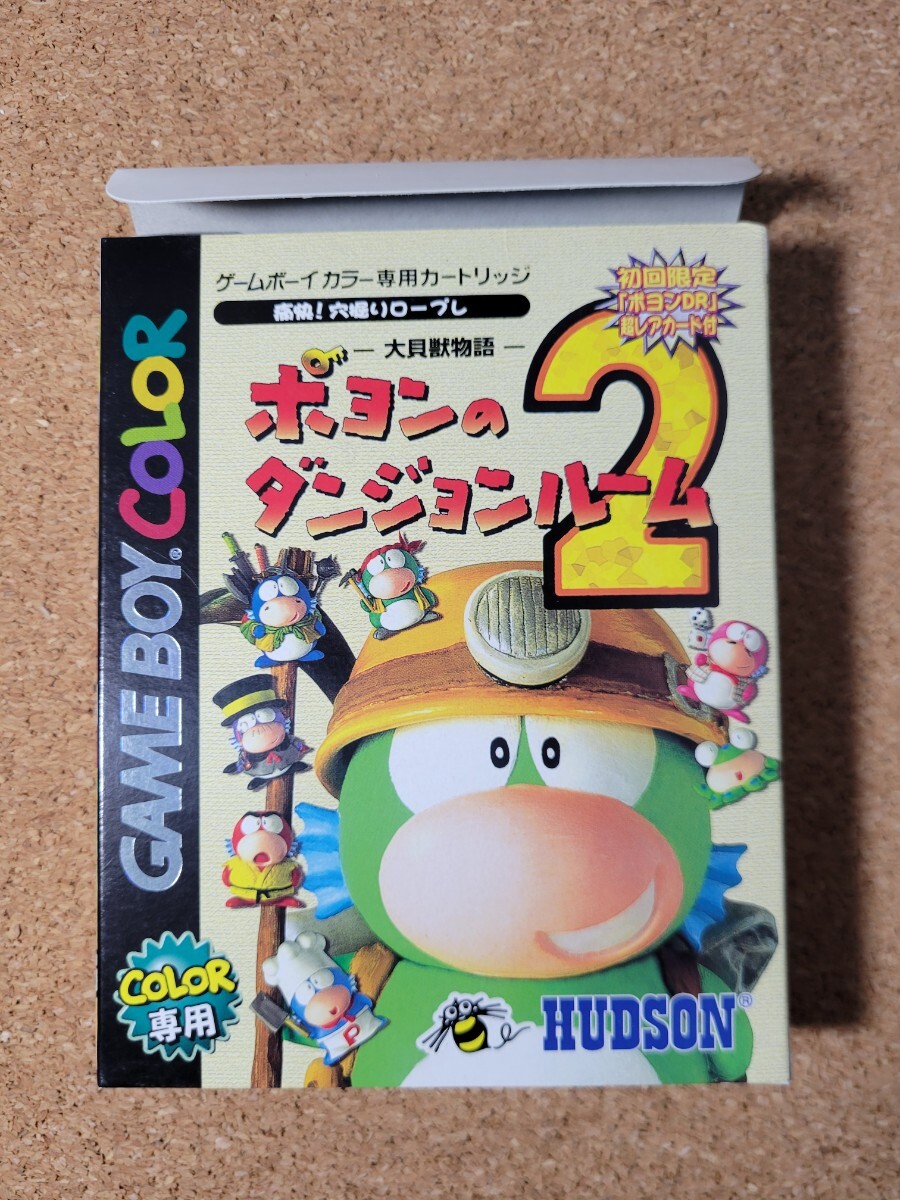 ゲームボーイカラー専用カートリッジ
痛快!穴掘りロープレ
初回限定
「ポヨンDR」
超レアカード付
― 大貝獣物語 ―
ポヨンの
ダンジョンルーム
2
GAME BOY® COLOR
COLOR
専用
P
HUDSON®